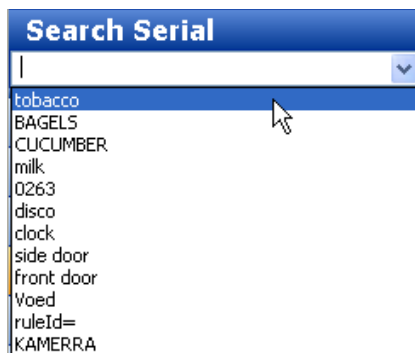 Search Serial
tobacco
BAGELS
CUCUMBER
milk
0263
disco
clock
side door
front door
Voed
ruleId=
KAMERRA